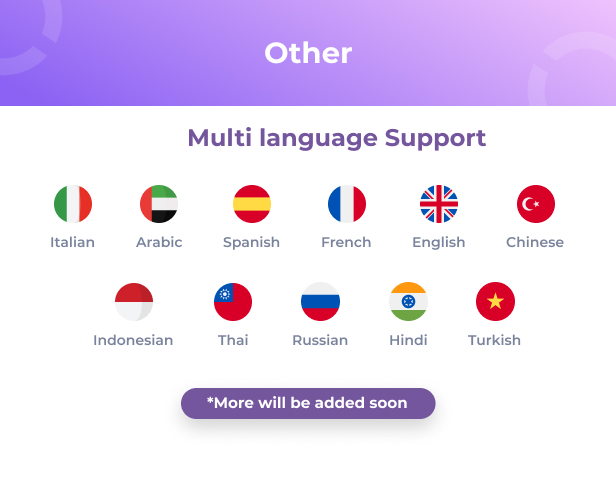 Other
Multi language Support
Italian Arabic Spanish French English Chinese
Indonesian Thai Russian Hindi Turkish
*More will be added soon